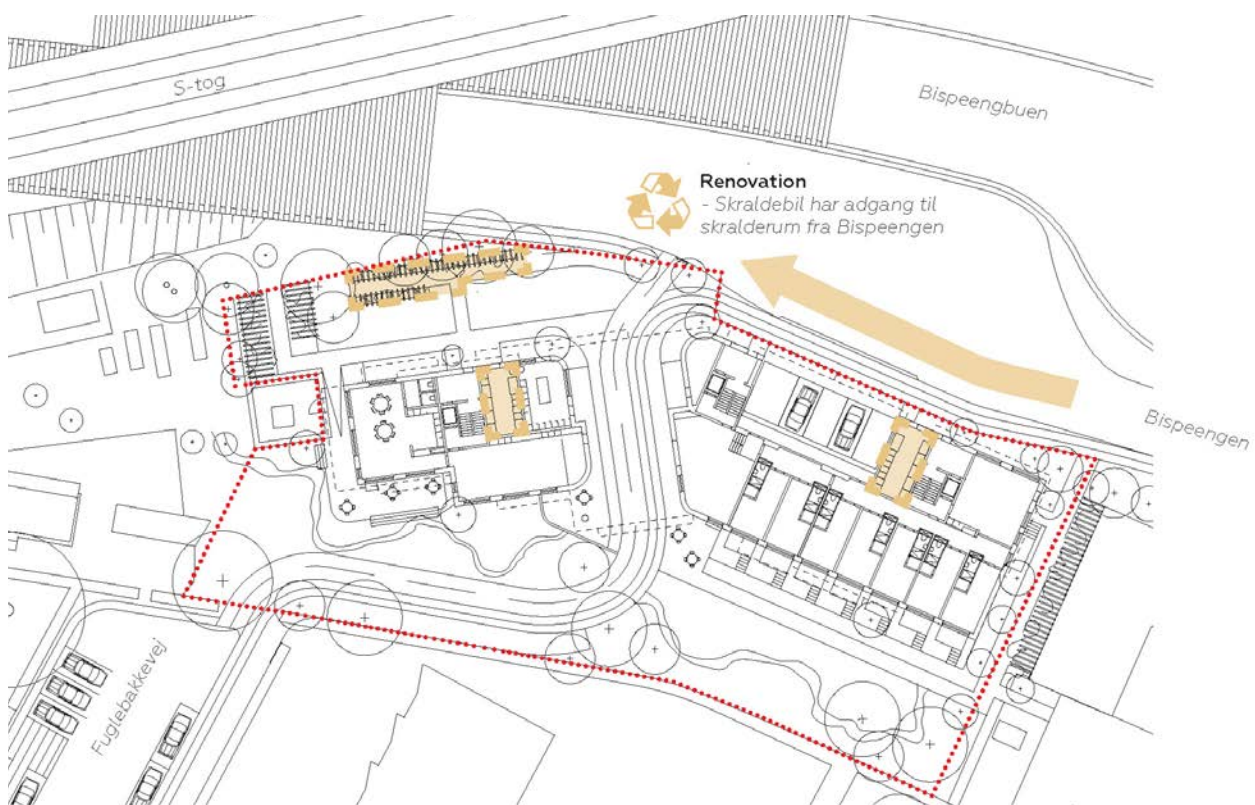 S-tog
Bispeengbuen
Renovation
- Skraldebil har adgang til
skralderum fra Bispeengen
Bispeengen
Fuglebakkevej